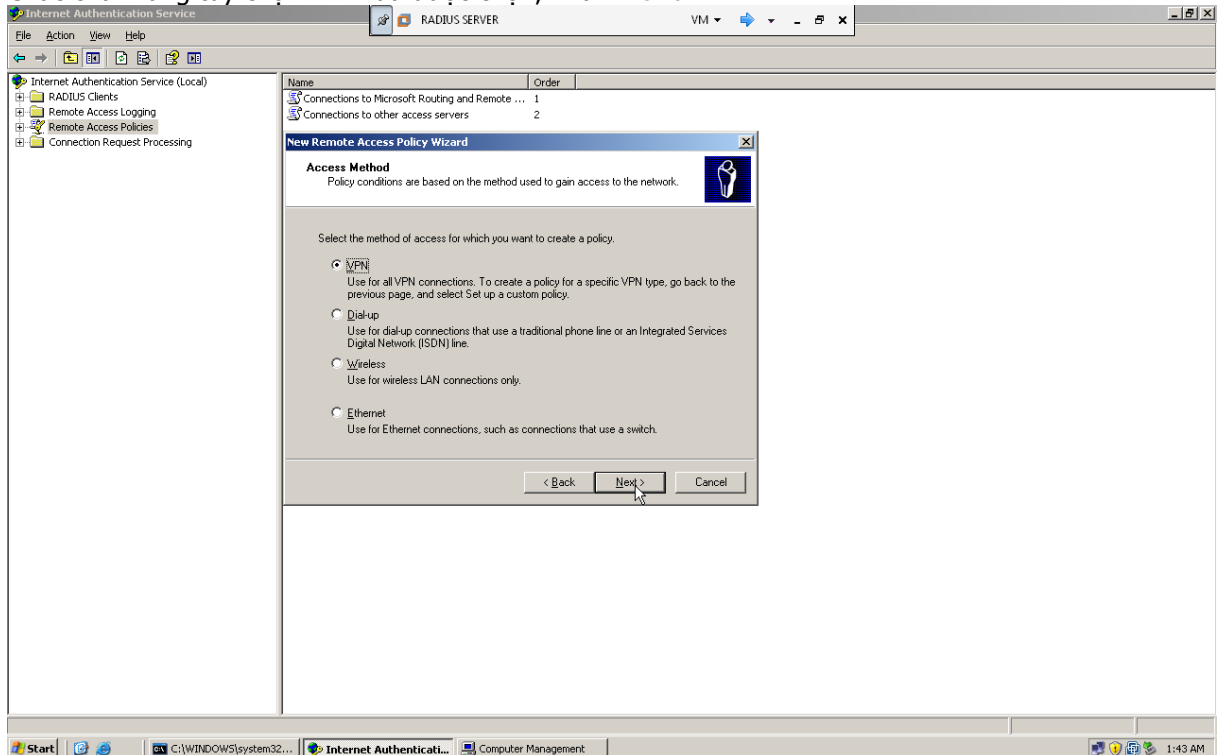 Internet Authentication Service
RADIUS SERVER
VM
File Action View Help
Internet Authentication Service (Local)
RADIUS Clients
Remote Access Logging
Remote Access Policies
Connection Request Processing
Name Order
Connections to Microsoft Routing and Remote ... 1
Connections to other access servers 2
New Remote Access Policy Wizard
Access Method
Policy conditions are based on the method used to gain access to the network.
Select the method of access for which you want to create a policy.
VPN
Use for all VPN connections. To create a policy for a specific VPN type, go back to the
previous page, and select Set up a custom policy.
Dial-up
Use for dial-up connections that use a traditional phone line or an Integrated Services
Digital Network (ISDN) line.
Wireless
Use for wireless LAN connections only.
Ethernet
Use for Ethernet connections, such as connections that use a switch.
< Back Next > Cancel
Start C:\WINDOWS\system32... Internet Authenticati... Computer Management 1:43 AM